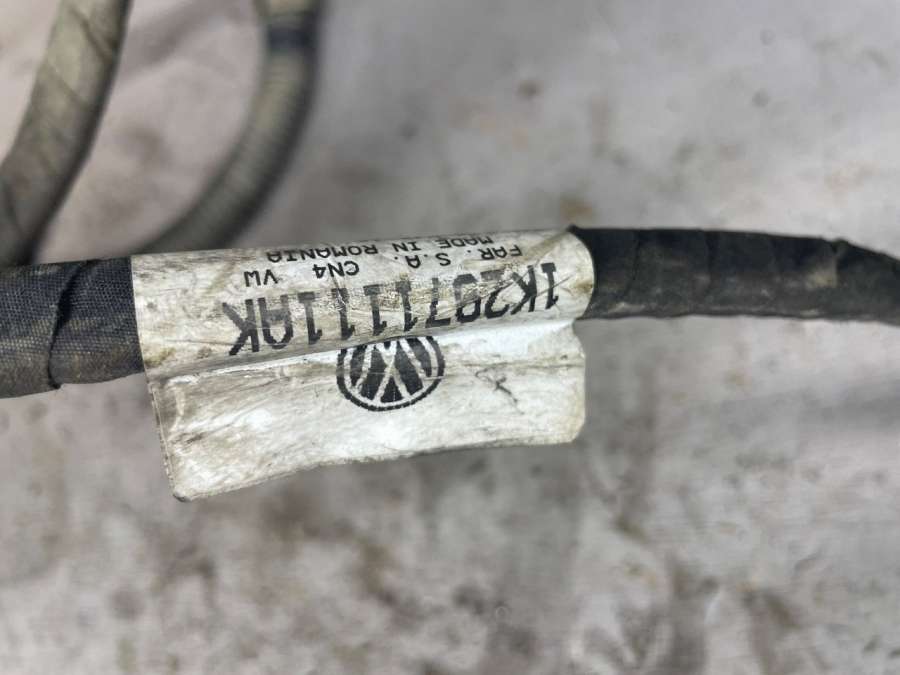 1K2971111AK
FAR. S.A. CN4 VW
MADE IN ROMANIA